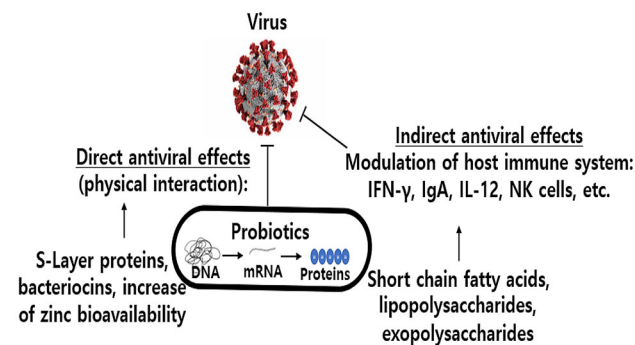 Virus
Direct antiviral effects
(physical interaction):
Indirect antiviral effects
Modulation of host immune system:
IFN-γ, IgA, IL-12, NK cells, etc.
Probiotics
DNA
mRNA
Proteins
S-Layer proteins,
bacteriocins, increase
of zinc bioavailability
Short chain fatty acids,
lipopolysaccharides,
exopolysaccharides